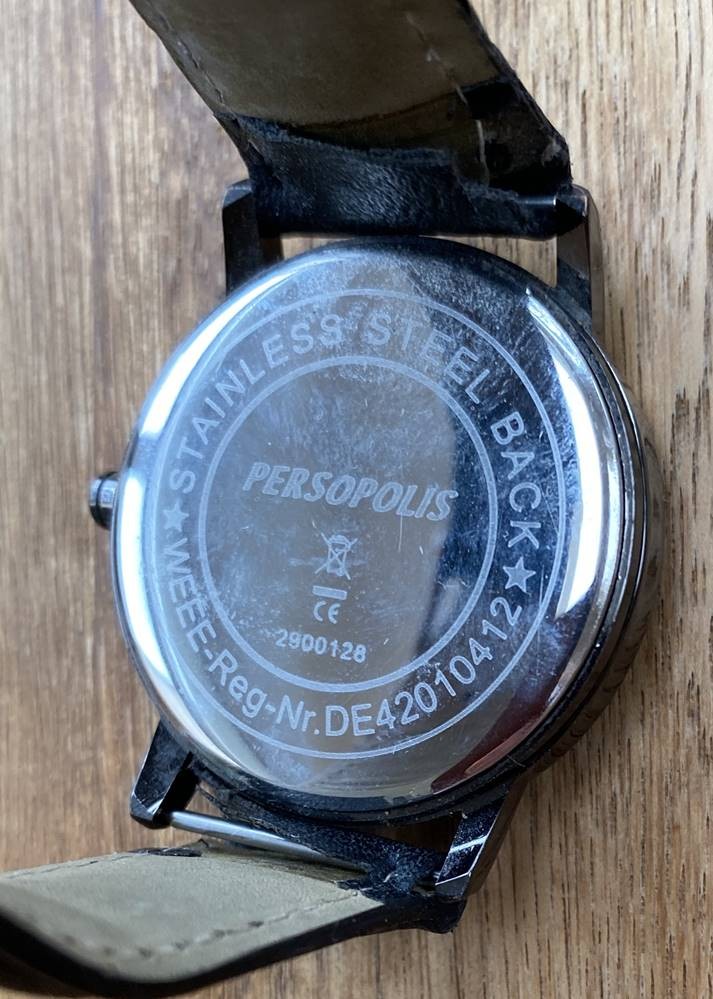 ★ STAINLESS STEEL BACK ★
PERSOPOLIS
CE
2900128
WEEE-Reg-Nr.DE42010412